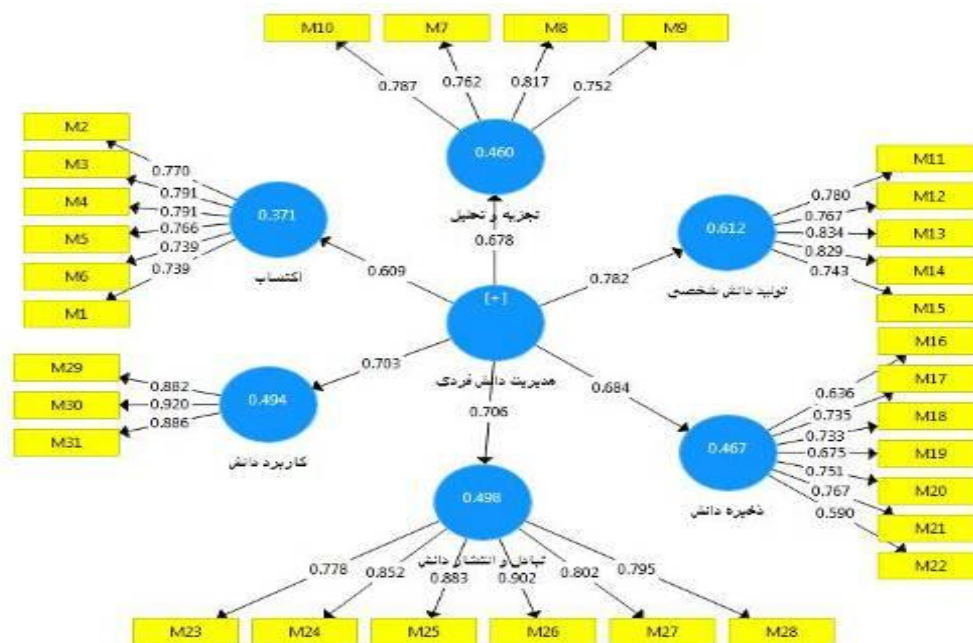 M10 M7 M8 M9
0.787 0.762 0.817 0.752
0.460
تجزیه و تحلیل
M2
M3
M4
M5
M6
M1
0.770
0.791
0.791
0.766
0.739
0.739
0.371
اکتساب
M11
M12
M13
M14
M15
0.780
0.767
0.834
0.829
0.743
0.612
تولید دانش شخصی
0.678
0.609
0.782
[+]
مدیریت دانش فردی
0.703
0.706
0.684
M29
M30
M31
0.882
0.920
0.886
0.494
کاربرد دانش
M16
M17
M18
M19
M20
M21
M22
0.636
0.735
0.733
0.675
0.751
0.767
0.590
0.467
ذخیره دانش
0.498
تبادل و انتشار دانش
0.778 0.852 0.883 0.902 0.802 0.795
M23 M24 M25 M26 M27 M28